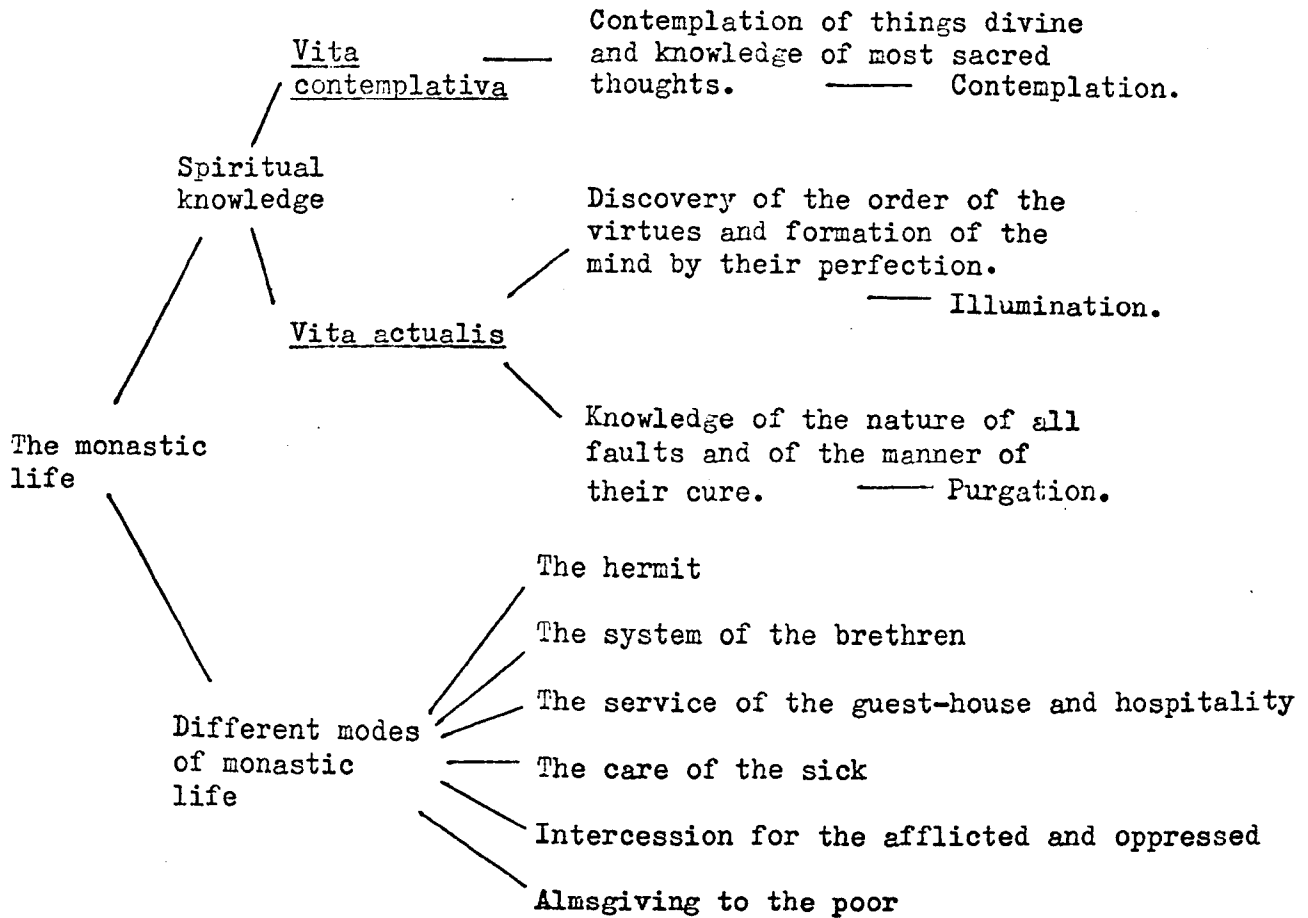 Vita
contemplativa
Contemplation of things divine
and knowledge of most sacred
thoughts. — Contemplation.
Spiritual
knowledge
Discovery of the order of the
virtues and formation of the
mind by their perfection.
— Illumination.
Vita actualis
Knowledge of the nature of all
faults and of the manner of
their cure. — Purgation.
The monastic
life
The hermit
The system of the brethren
The service of the guest-house and hospitality
Different modes
of monastic
life
The care of the sick
Intercession for the afflicted and oppressed
Almsgiving to the poor